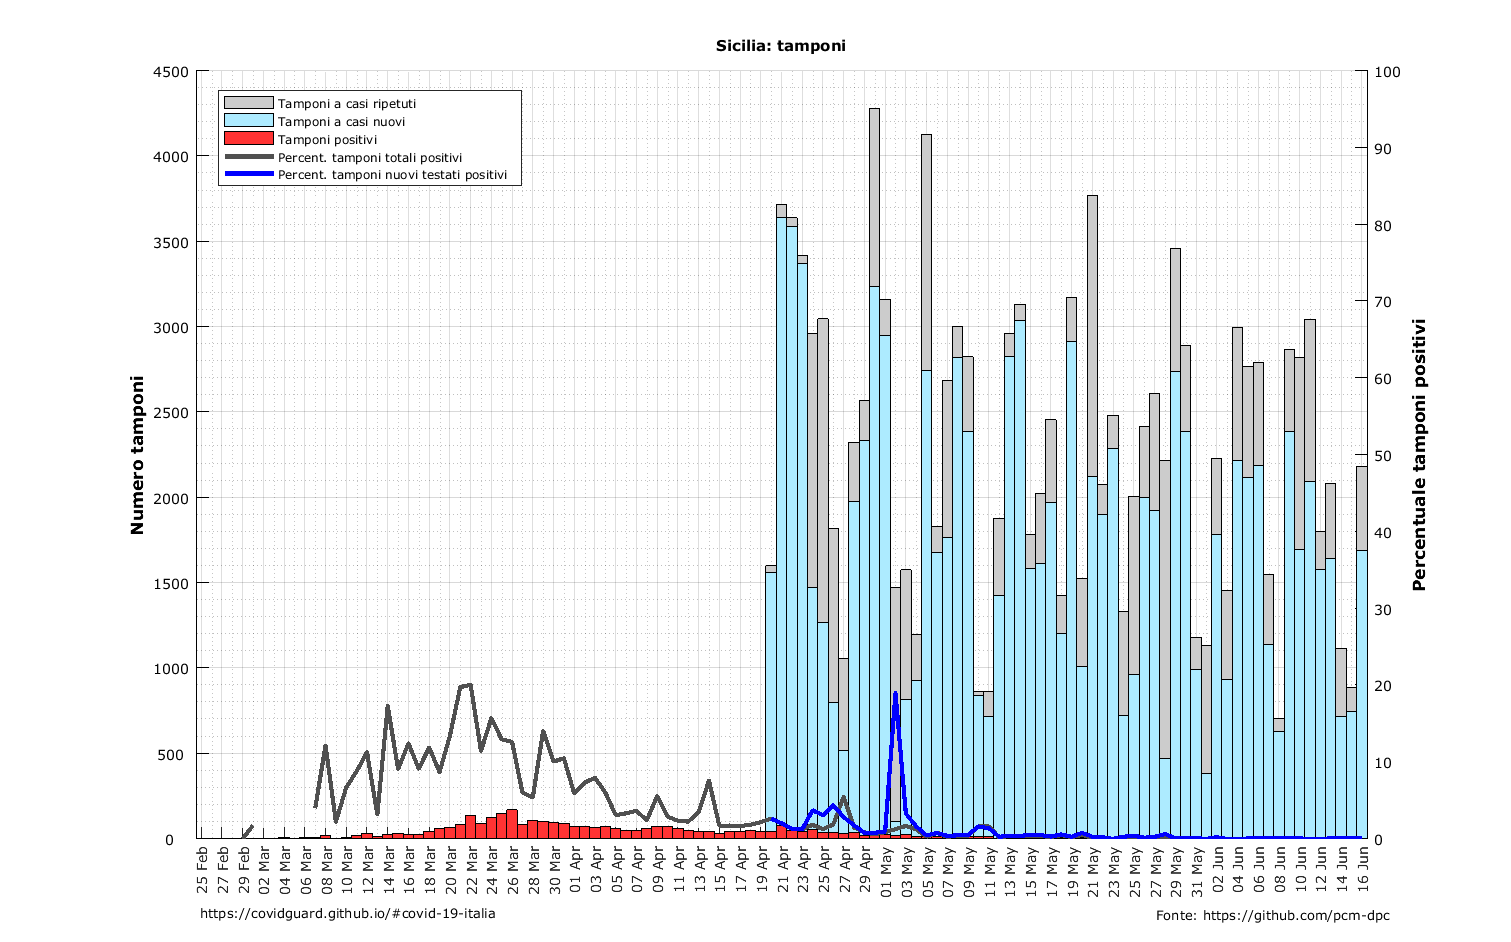 Sicilia: tamponi
Tamponi a casi ripetuti
Tamponi a casi nuovi
Tamponi positivi
Percent. tamponi totali positivi
Percent. tamponi nuovi testati positivi
Numero tamponi
4500
4000
3500
3000
2500
2000
1500
1000
500
0
Percentuale tamponi positivi
100
90
80
70
60
50
40
30
20
10
0
25 Feb
27 Feb
29 Feb
02 Mar
04 Mar
06 Mar
08 Mar
10 Mar
12 Mar
14 Mar
16 Mar
18 Mar
20 Mar
22 Mar
24 Mar
26 Mar
28 Mar
30 Mar
01 Apr
03 Apr
05 Apr
07 Apr
09 Apr
11 Apr
13 Apr
15 Apr
17 Apr
19 Apr
21 Apr
23 Apr
25 Apr
27 Apr
29 Apr
01 May
03 May
05 May
07 May
09 May
11 May
13 May
15 May
17 May
19 May
21 May
23 May
25 May
27 May
29 May
31 May
02 Jun
04 Jun
06 Jun
08 Jun
10 Jun
12 Jun
14 Jun
16 Jun
https://covidguard.github.io/#covid-19-italia
Fonte: https://github.com/pcm-dpc